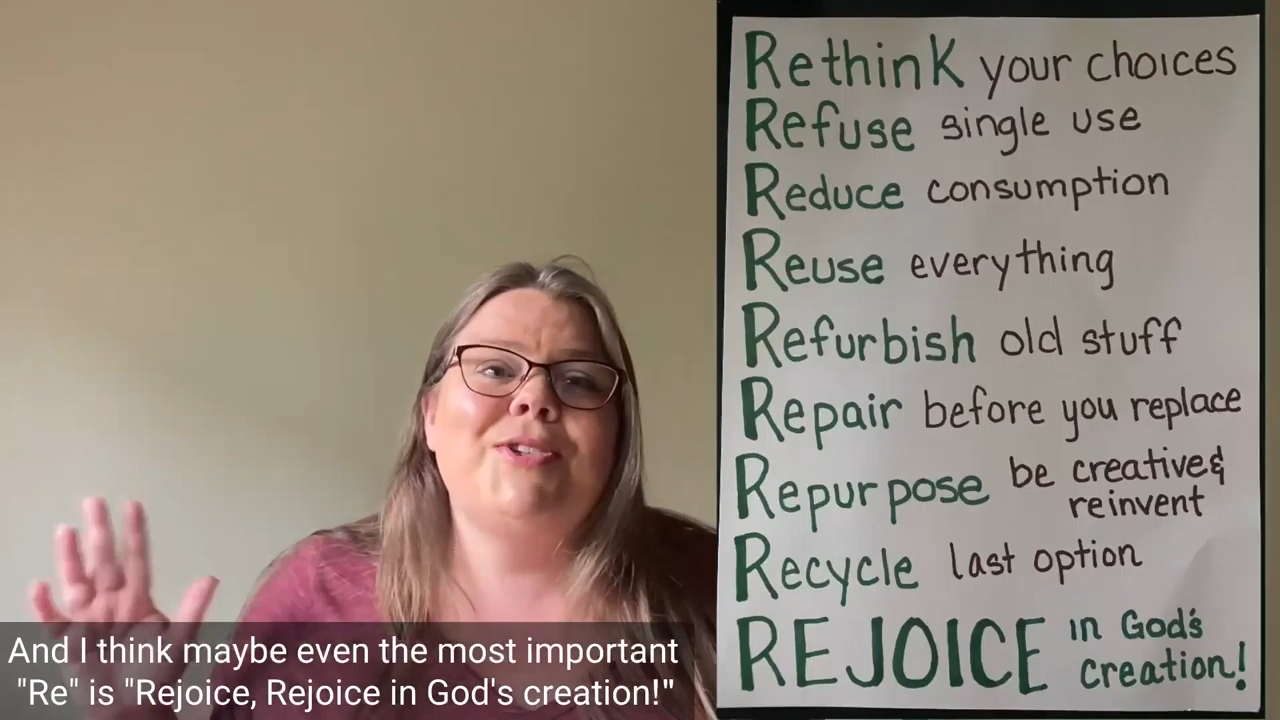 Rethink your choices
Refuse single use
Reduce consumption
Reuse everything
Refurbish old stuff
Repair before you replace
Repurpose be creative &
reinvent
Recycle last option
REJOICE in God's
Creation!
And I think maybe even the most important
"Re" is "Rejoice, Rejoice in God's creation!"